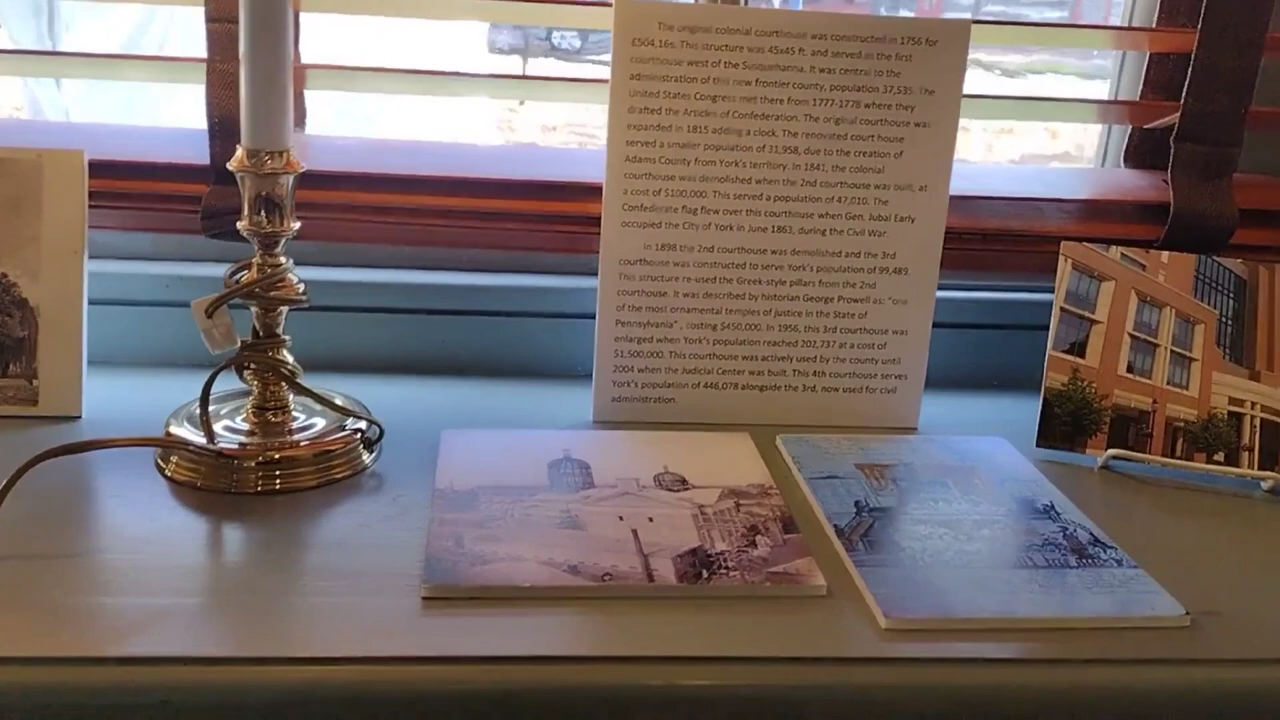 The original colonial courthouse was constructed in 1756 for
£504,16s. This structure was 45x45 ft. and served as the first
courthouse west of the Susquehanna. It was central to the
administration of this new frontier county, population 37,535. The
United States Congress met there from 1777-1778 where they
drafted the Articles of Confederation. The original courthouse was
expanded in 1815 adding a clock. The renovated court house
served a smaller population of 31,958, due to the creation of
Adams County from York's territory. In 1841, the colonial
courthouse was demolished when the 2nd courthouse was built, at
a cost of $100,000. This served a population of 47,010. The
Confederate flag flew over this courthouse when Gen. Jubal Early
occupied the City of York in June 1863, during the Civil War.
In 1898 the 2nd courthouse was demolished and the 3rd
courthouse was constructed to serve York's population of 99,489.
This structure re-used the Greek-style pillars from the 2nd
courthouse. It was described by historian George Prowell as: "one
of the most ornamental temples of justice in the State of
Pennsylvania" , costing $450,000. In 1956, this 3rd courthouse was
enlarged when York's population reached 202,737 at a cost of
$1,500,000. This courthouse was actively used by the county until
2004 when the Judicial Center was built. This 4th courthouse serves
York's population of 446,078 alongside the 3rd, now used for civil
administration.